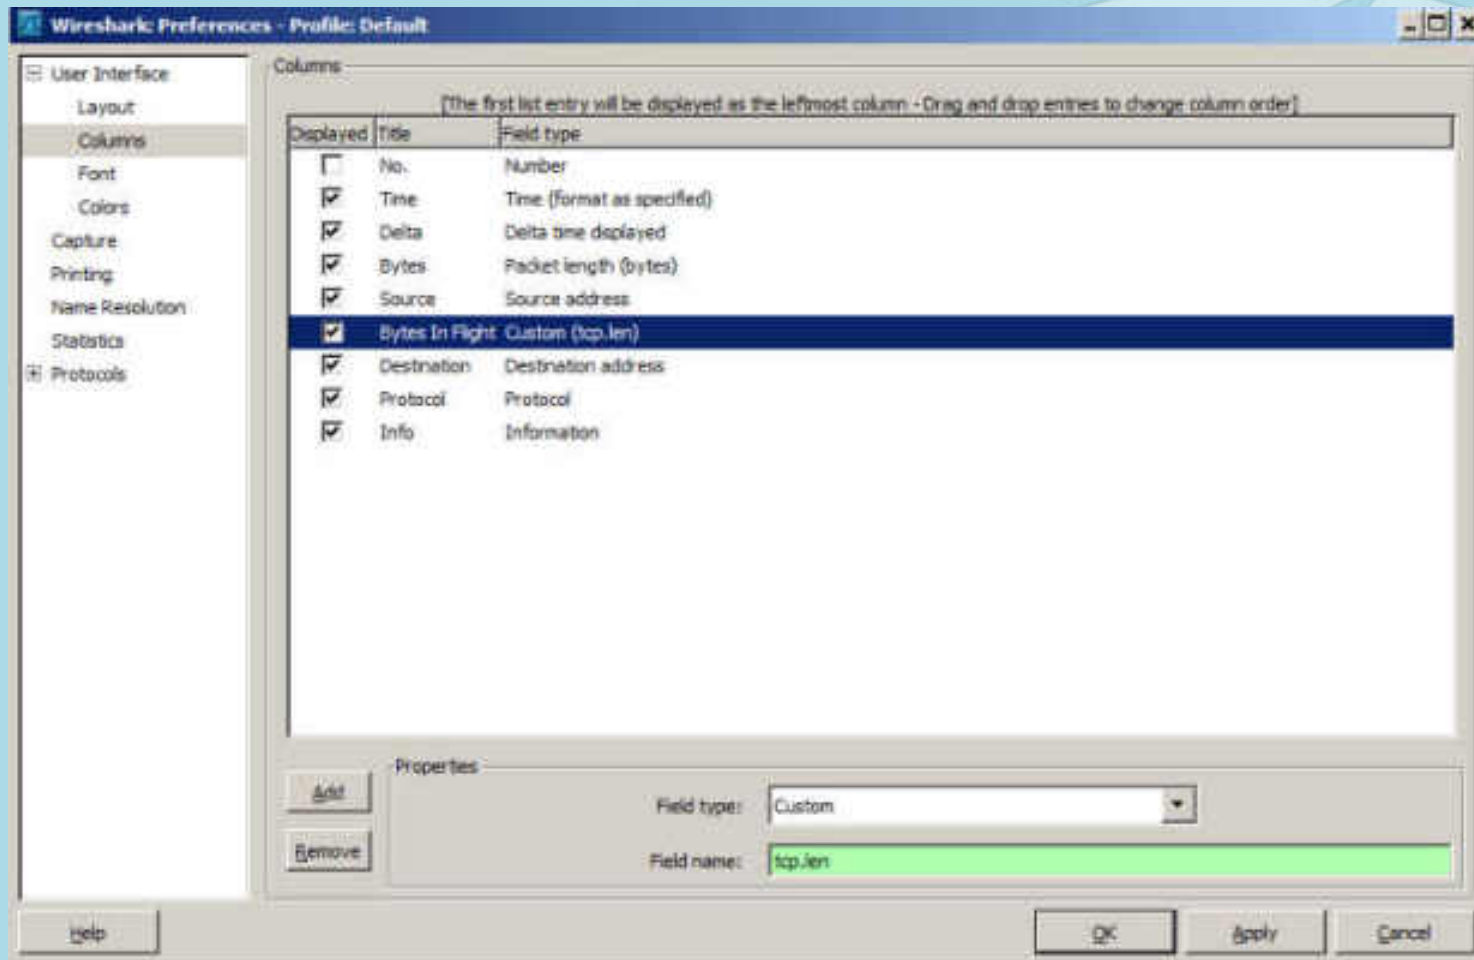 Wireshark: Preferences - Profile: Default
User Interface
Layout
Columns
Font
Colors
Capture
Printing
Name Resolution
Statistics
Protocols
Columns
[The first list entry will be displayed as the leftmost column - Drag and drop entries to change column order]
Displayed Title Field type
No. Number
Time Time (format as specified)
Delta Delta time displayed
Bytes Packet length (bytes)
Source Source address
Bytes In Flight Custom (tcp.len)
Destination Destination address
Protocol Protocol
Info Information
Add
Remove
Properties
Field type: Custom
Field name: tcp.len
Help
OK
Apply
Cancel